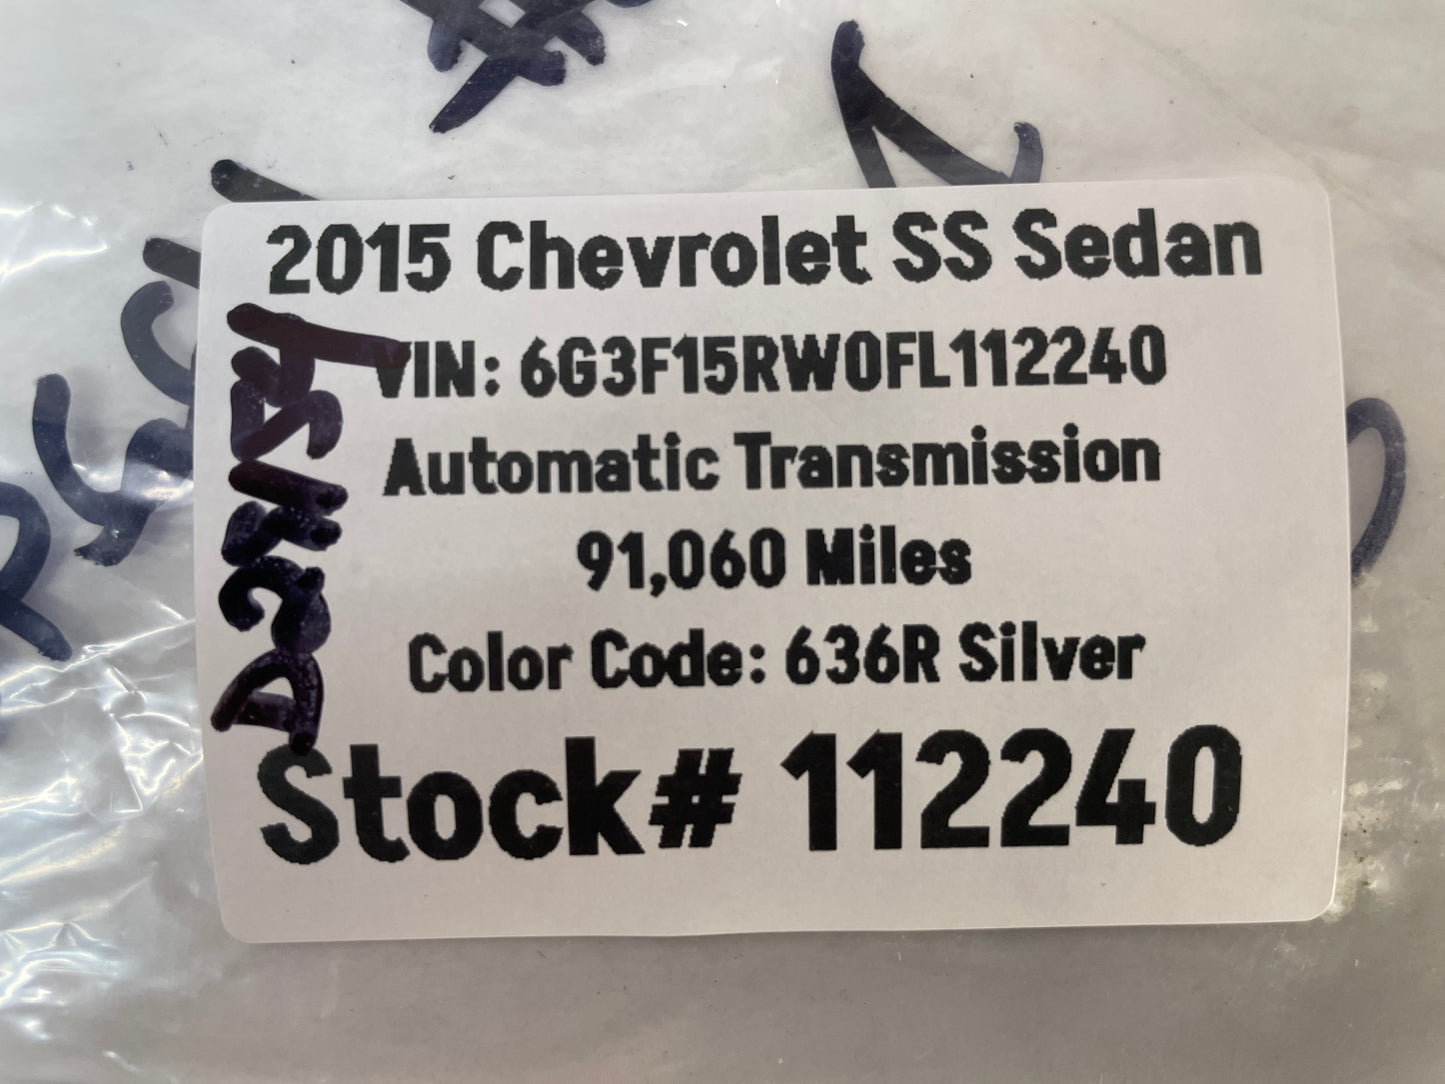 2015 Chevrolet SS Sedan
VIN: 6G3F15RW0FL112240
Automatic Transmission
91,060 Miles
Color Code: 636R Silver
Stock# 112240